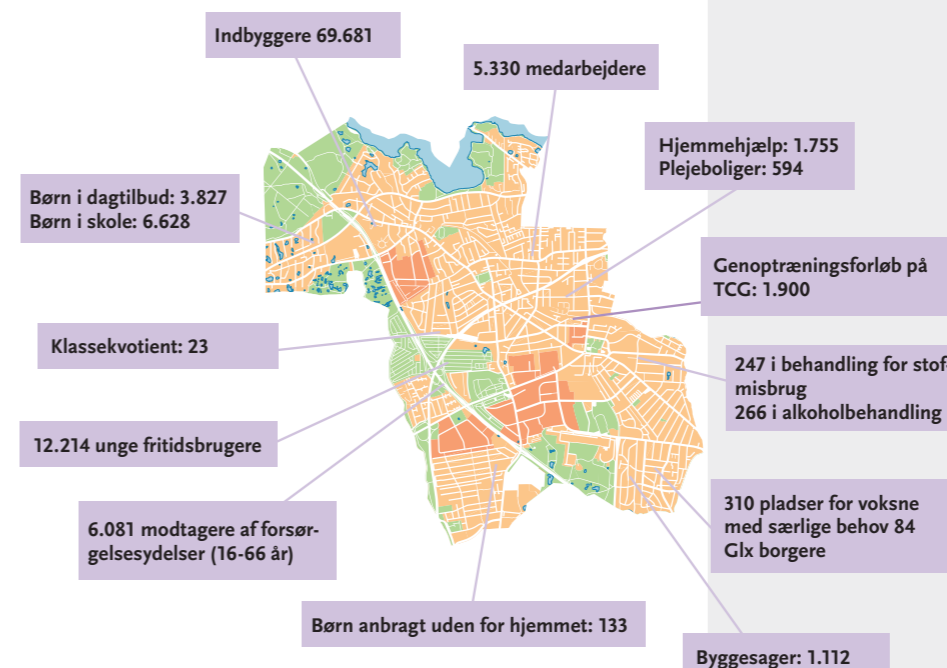 Indbyggere 69.681
5.330 medarbejdere
Hjemmehjælp: 1.755
Plejeboliger: 594
Børn i dagtilbud: 3.827
Børn i skole: 6.628
Genoptræningsforløb på
TCG: 1.900
Klassekvotient: 23
247 i behandling for stof-
misbrug
266 i alkoholbehandling
12.214 unge fritidsbrugere
310 pladser for voksne
med særlige behov 84
Glx borgere
6.081 modtagere af forsør-
gelsesydelser (16-66 år)
Børn anbragt uden for hjemmet: 133
Byggesager: 1.112